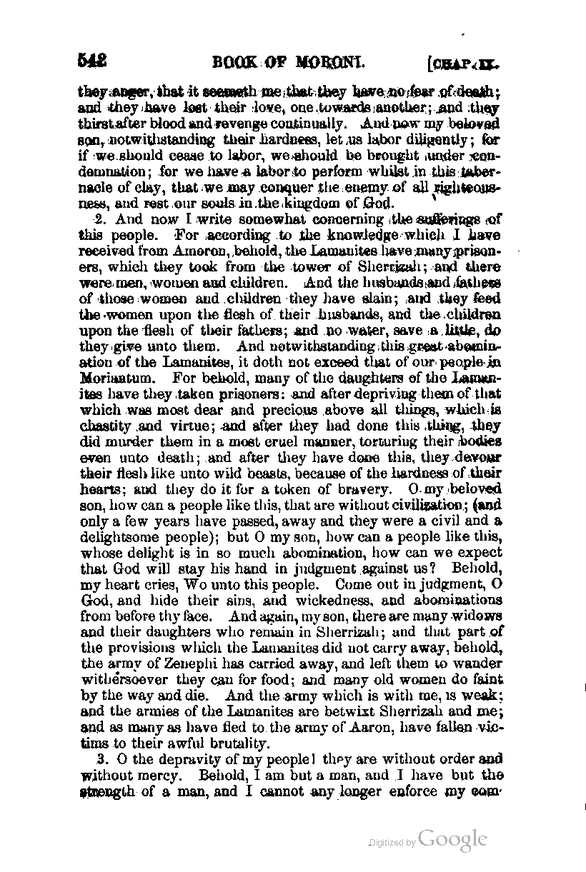 542 BOOK OF MORONI. [CHAP. IX.
they anger, that it seemeth me that they have no fear of death;
and they have lost their love, one towards another; and they
thirst after blood and revenge continually. And now my beloved
son, notwithstanding their hardness, let us labor diligently; for
if we should cease to labor, we should be brought under con-
demnation; for we have a labor to perform whilst in this taber-
nacle of clay, that we may conquer the enemy of all righteous-
ness, and rest our souls in the kingdom of God.
2. And now I write somewhat concerning the sufferings of
this people. For according to the knowledge which I have
received from Amoron, behold, the Lamanites have many prison-
ers, which they took from the tower of Sherrizah; and there
were men, women and children. And the husbands and fathers
of those women and children they have slain; and they feed
the women upon the flesh of their husbands, and the children
upon the flesh of their fathers; and no water, save a little, do
they give unto them. And notwithstanding this great abomin-
ation of the Lamanites, it doth not exceed that of our people in
Moriantum. For behold, many of the daughters of the Laman-
ites have they taken prisoners: and after depriving them of that
which was most dear and precious above all things, which is
chastity and virtue; and after they had done this thing, they
did murder them in a most cruel manner, torturing their bodies
even unto death; and after they have done this, they devour
their flesh like unto wild beasts, because of the hardness of their
hearts; and they do it for a token of bravery. O my beloved
son, how can a people like this, that are without civilization; (and
only a few years have passed away and they were a civil and a
delightsome people); but O my son, how can a people like this,
whose delight is in so much abomination, how can we expect
that God will stay his hand in judgment against us? Behold,
my heart cries, Wo unto this people. Come out in judgment, O
God, and hide their sins, and wickedness, and abominations
from before thy face. And again, my son, there are many widows
and their daughters who remain in Sherrizah; and that part of
the provisions which the Lamanites did not carry away, behold,
the army of Zenephi has carried away, and left them to wander
withersoever they can for food; and many old women do faint
by the way and die. And the army which is with me, is weak;
and the armies of the Lamanites are betwixt Sherrizah and me;
and as many as have fled to the army of Aaron, have fallen vic-
tims to their awful brutality.
3. O the depravity of my people! they are without order and
without mercy. Behold, I am but a man, and I have but the
strength of a man, and I cannot any longer enforce my com-
Digitized by Google